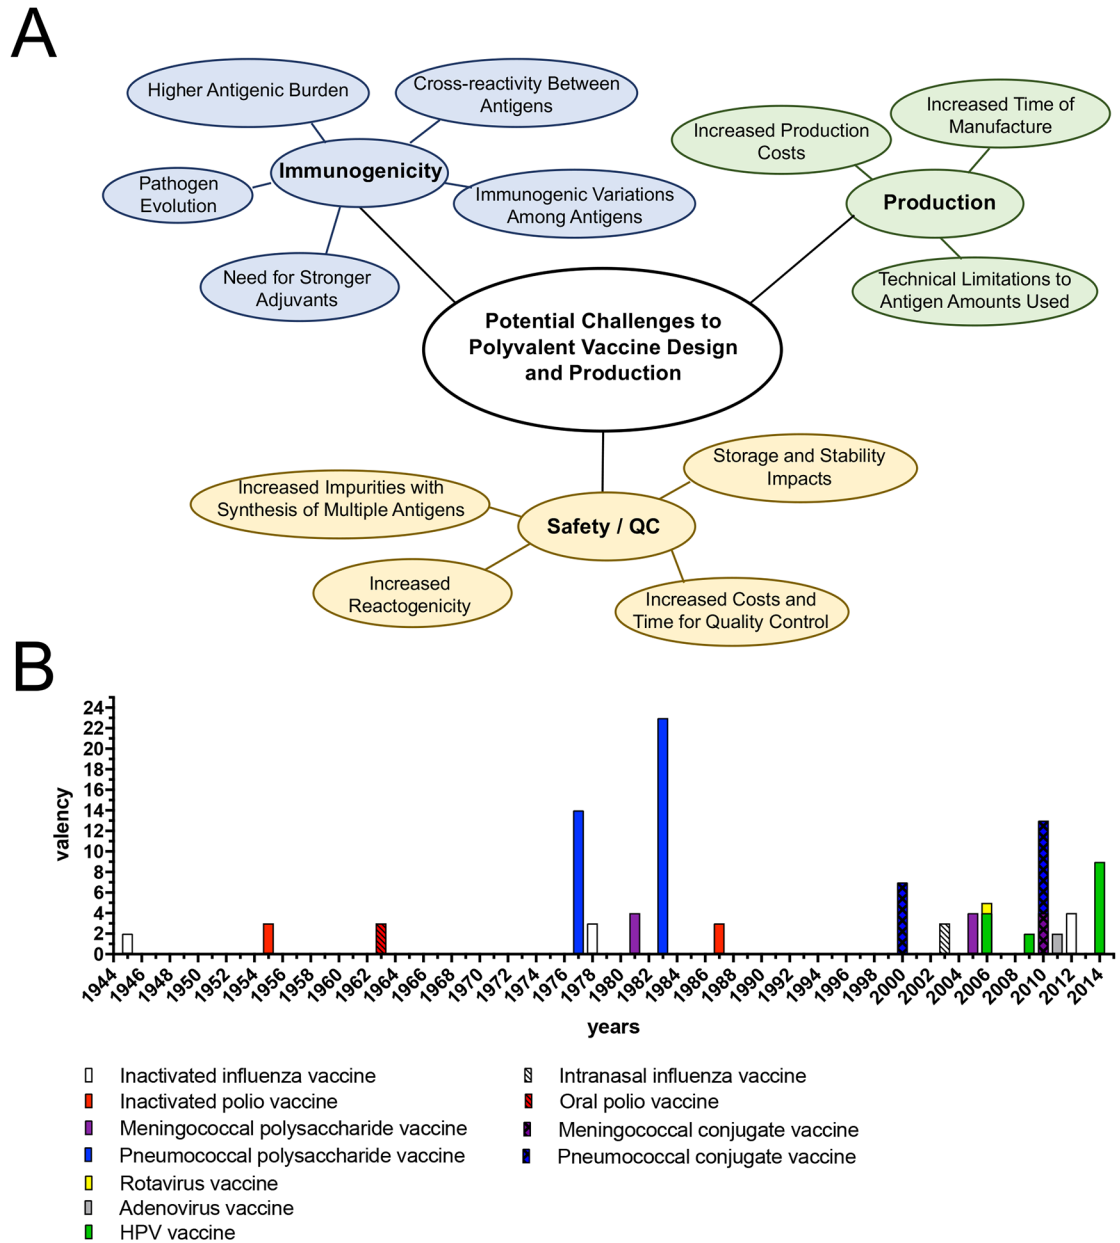 A
Higher Antigenic Burden
Cross-reactivity Between
Antigens
Immunogenicity
Pathogen
Evolution
Immunogenic Variations
Among Antigens
Need for Stronger
Adjuvants
Increased Production
Costs
Increased Time of
Manufacture
Production
Technical Limitations to
Antigen Amounts Used
Potential Challenges to
Polyvalent Vaccine Design
and Production
Increased Impurities with
Synthesis of Multiple Antigens
Storage and Stability
Impacts
Safety / QC
Increased
Reactogenicity
Increased Costs and
Time for Quality Control
B
valency
24
22
20
18
16
14
12
10
8
6
4
2
0
1944 1946 1948 1950 1952 1954 1956 1958 1960 1962 1964 1966 1968 1970 1972 1974 1976 1978 1980 1982 1984 1986 1988 1990 1992 1994 1996 1998 2000 2002 2004 2006 2008 2010 2012 2014
years
Inactivated influenza vaccine
Inactivated polio vaccine
Meningococcal polysaccharide vaccine
Pneumococcal polysaccharide vaccine
Rotavirus vaccine
Adenovirus vaccine
HPV vaccine
Intranasal influenza vaccine
Oral polio vaccine
Meningococcal conjugate vaccine
Pneumococcal conjugate vaccine